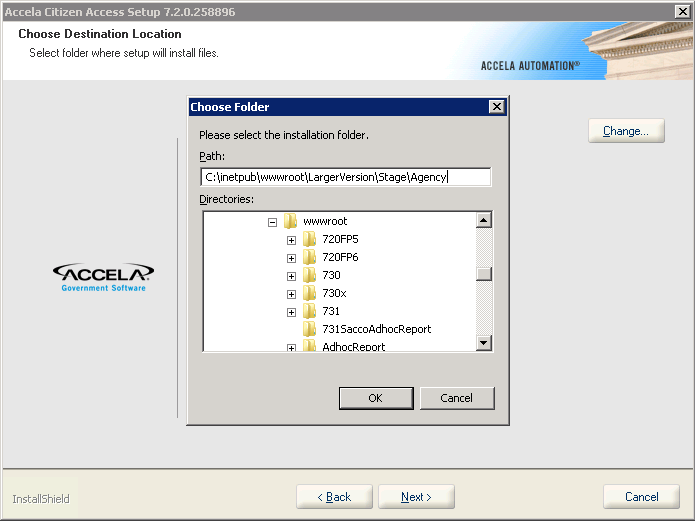 Accela Citizen Access Setup 7.2.0.258896
Choose Destination Location
Select folder where setup will install files.
ACCELA AUTOMATION®
Choose Folder
Please select the installation folder.
Path:
C:\inetpub\wwwroot\LargerVersion\Stage\Agency
Directories:
wwwroot
720FP5
720FP6
730
730x
731
731SaccoAdhocReport
AdhocReport
OK
Cancel
Change...
ACCELA®
Government Software
InstallShield
< Back
Next >
Cancel